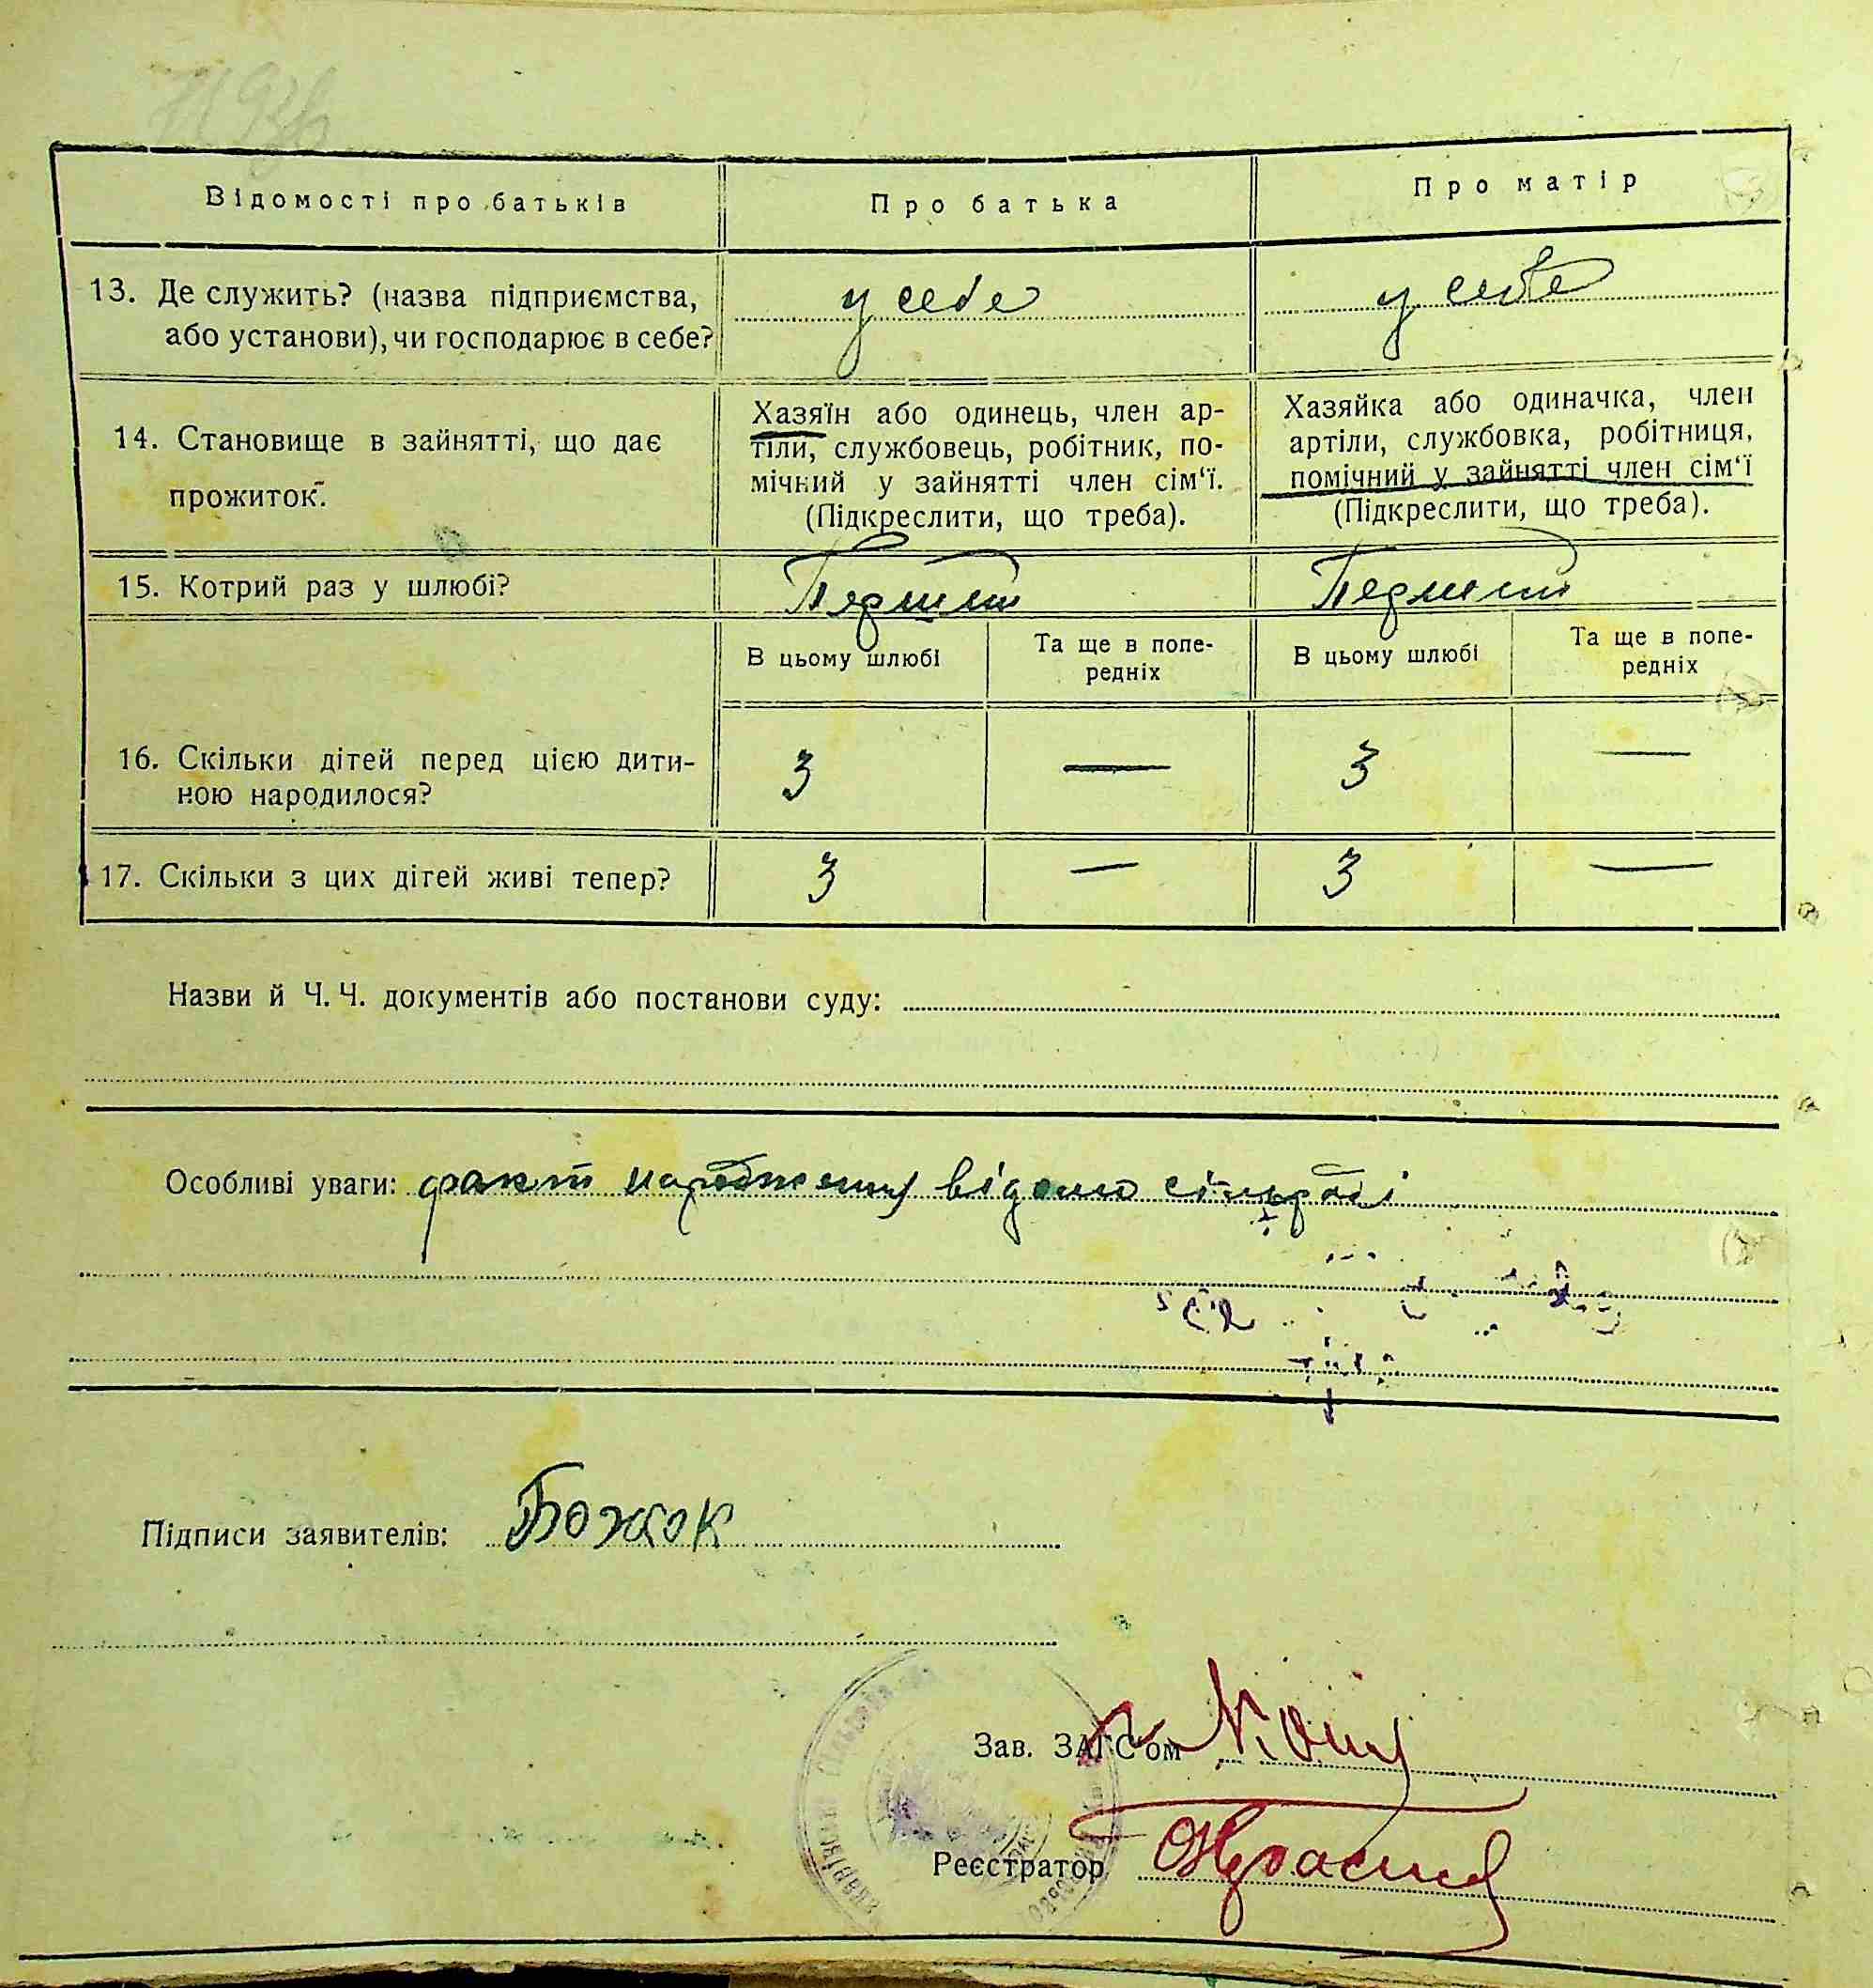 Відомості про батьків
Про батька
Про матір
13. Де служить? (назва підприємства,
або установи), чи господарює в себе?
у себе
у себе
14. Становище в зайнятті, що дає
прожиток.
Хазяїн або одинець, член ар-
тіли, службовець, робітник, по-
мічний у зайнятті член сім'ї.
(Підкреслити, що треба).
Хазяйка або одиначка, член
артіли, службовка, робітниця,
помічний у зайнятті член сім'ї
(Підкреслити, що треба).
15. Котрий раз у шлюбі?
Первий
Первий
В цьому шлюбі
Та ще в попе-
редніх
В цьому шлюбі
Та ще в попе-
редніх
16. Скільки дітей перед цією дити-
ною народилося?
3
—
3
—
17. Скільки з цих дітей живі тепер?
3
—
3
—
Назви й Ч. Ч. документів або постанови суду:
Особливі уваги: факт народження відомо сільраді
Підписи заявителів: Божок
Зав. ЗАГС'ом
Реєстратор